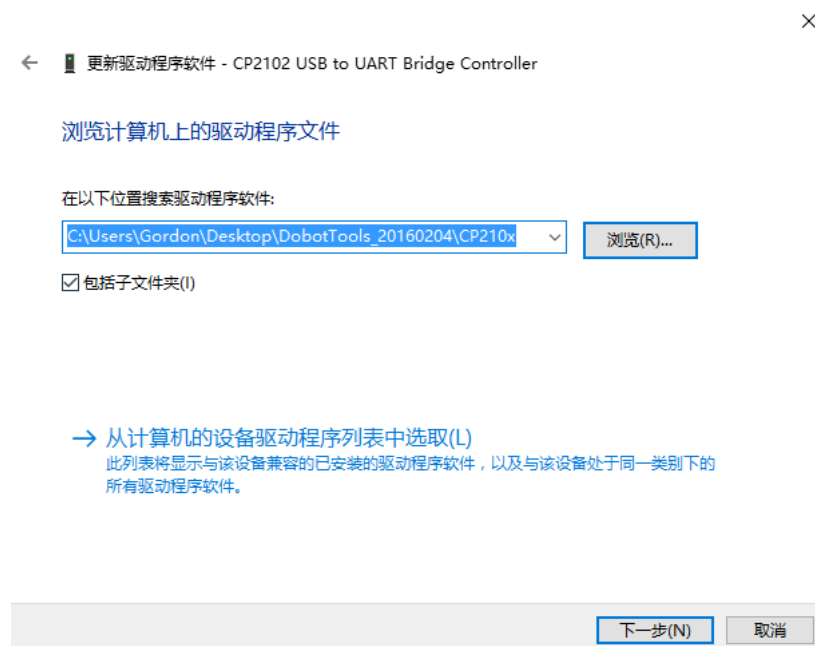 更新驱动程序软件 - CP2102 USB to UART Bridge Controller
浏览计算机上的驱动程序文件
在以下位置搜索驱动程序软件:
C:\Users\Gordon\Desktop\DobotTools_20160204\CP210x
浏览(R)...
包括子文件夹(I)
从计算机的设备驱动程序列表中选取(L)
此列表将显示与该设备兼容的已安装的驱动程序软件，以及与该设备处于同一类别下的
所有驱动程序软件。
下一步(N)
取消